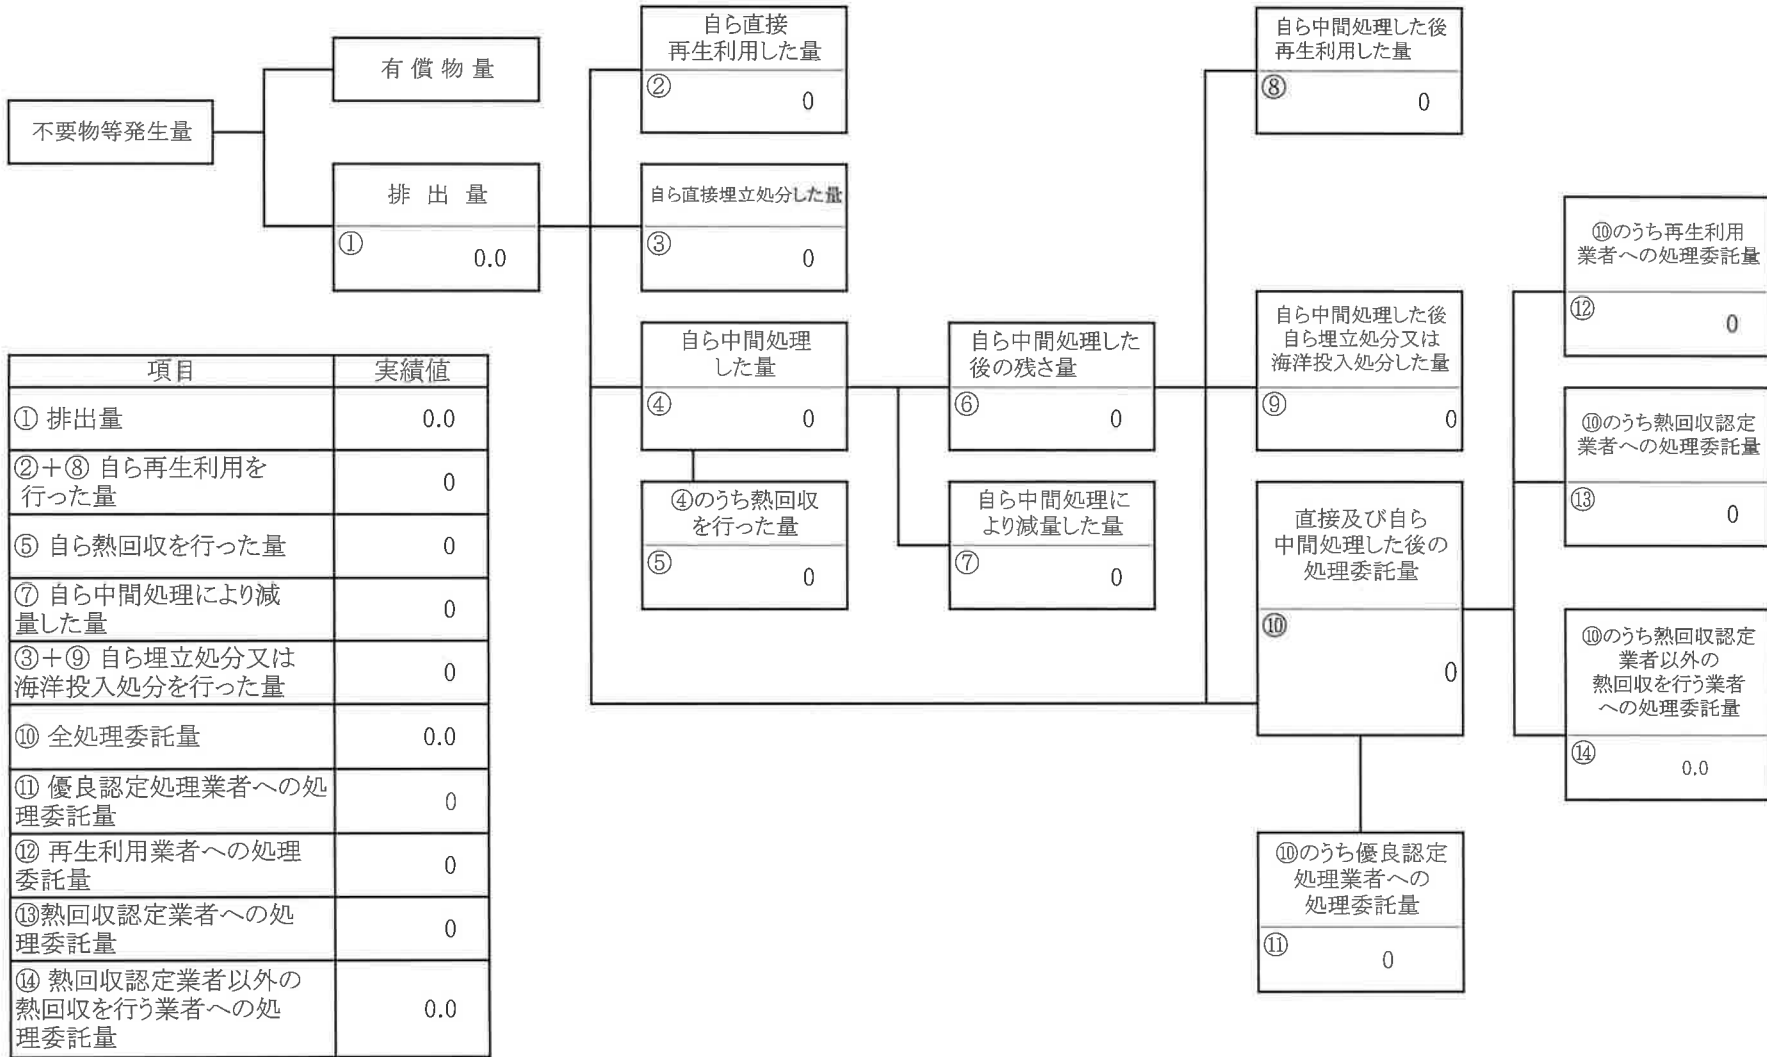 不要物等発生量
有償物量
排出量
①
0.0
自ら直接
再生利用した量
②
0
自ら直接埋立処分した量
③
0
自ら中間処理
した量
④
0
④のうち熱回収
を行った量
⑤
0
自ら中間処理した
後の残さ量
⑥
0
自ら中間処理に
より減量した量
⑦
0
自ら中間処理した後
再生利用した量
⑧
0
自ら中間処理した後
自ら埋立処分又は
海洋投入処分した量
⑨
0
直接及び自ら
中間処理した後の
処理委託量
⑩
0
⑩のうち優良認定
処理業者への
処理委託量
⑪
0
⑩のうち再生利用
業者への処理委託量
⑫
0
⑩のうち熱回収認定
業者への処理委託量
⑬
0
⑩のうち熱回収認定
業者以外の
熱回収を行う業者
への処理委託量
⑭
0.0
項目 実績値
① 排出量 0.0
②+⑧ 自ら再生利用を
行った量 0
⑤ 自ら熱回収を行った量 0
⑦ 自ら中間処理により減
量した量 0
③+⑨ 自ら埋立処分又は
海洋投入処分を行った量 0
⑩ 全処理委託量 0.0
⑪ 優良認定処理業者への処
理委託量 0
⑫ 再生利用業者への処理
委託量 0
⑬熱回収認定業者への処
理委託量 0
⑭ 熱回収認定業者以外の
熱回収を行う業者への処
理委託量 0.0